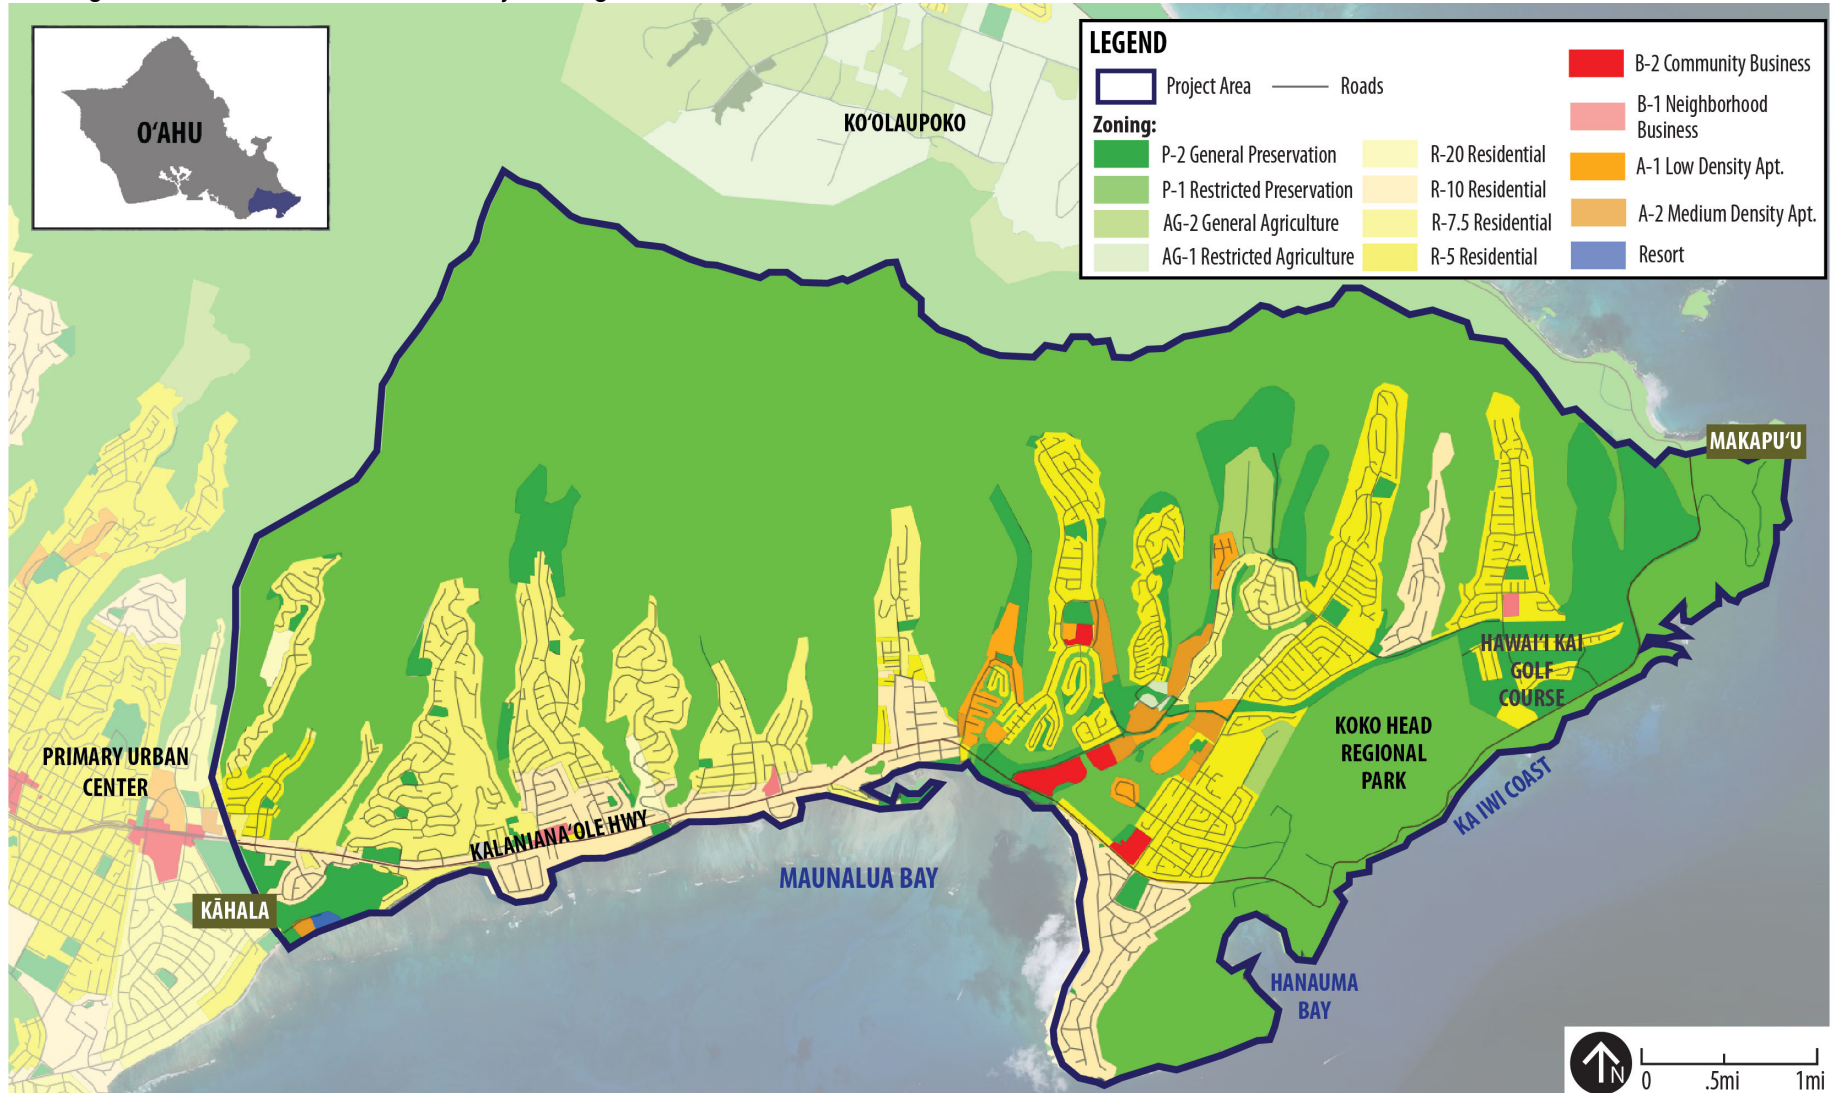 O‘AHU
LEGEND
Project Area
Roads
Zoning:
P-2 General Preservation
P-1 Restricted Preservation
AG-2 General Agriculture
AG-1 Restricted Agriculture
R-20 Residential
R-10 Residential
R-7.5 Residential
R-5 Residential
B-2 Community Business
B-1 Neighborhood
Business
A-1 Low Density Apt.
A-2 Medium Density Apt.
Resort
KO‘OLAUPOKO
MAKAPU‘U
HAWAI‘I KAI
GOLF
COURSE
KOKO HEAD
REGIONAL
PARK
KA IWI COAST
PRIMARY URBAN
CENTER
KALANIANA‘OLE HWY
KĀHALA
MAUNALUA BAY
HANAUMA
BAY
N
0 .5mi 1mi